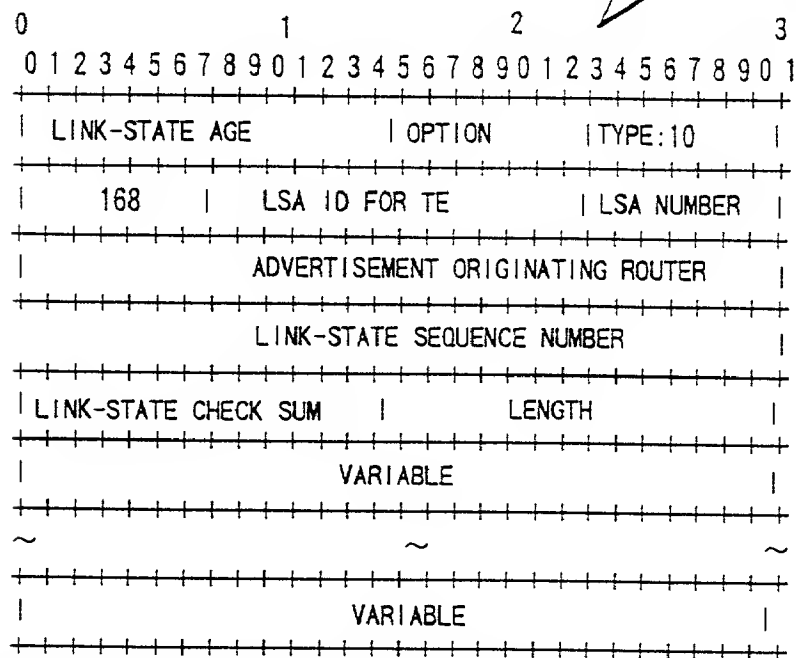 0 1 2 3
0 1 2 3 4 5 6 7 8 9 0 1 2 3 4 5 6 7 8 9 0 1 2 3 4 5 6 7 8 9 0 1
| LINK-STATE AGE | OPTION | TYPE:10 |
| 168 | LSA ID FOR TE | LSA NUMBER |
| ADVERTISEMENT ORIGINATING ROUTER |
| LINK-STATE SEQUENCE NUMBER |
| LINK-STATE CHECK SUM | LENGTH |
| VARIABLE |
~ ~ ~
| VARIABLE |